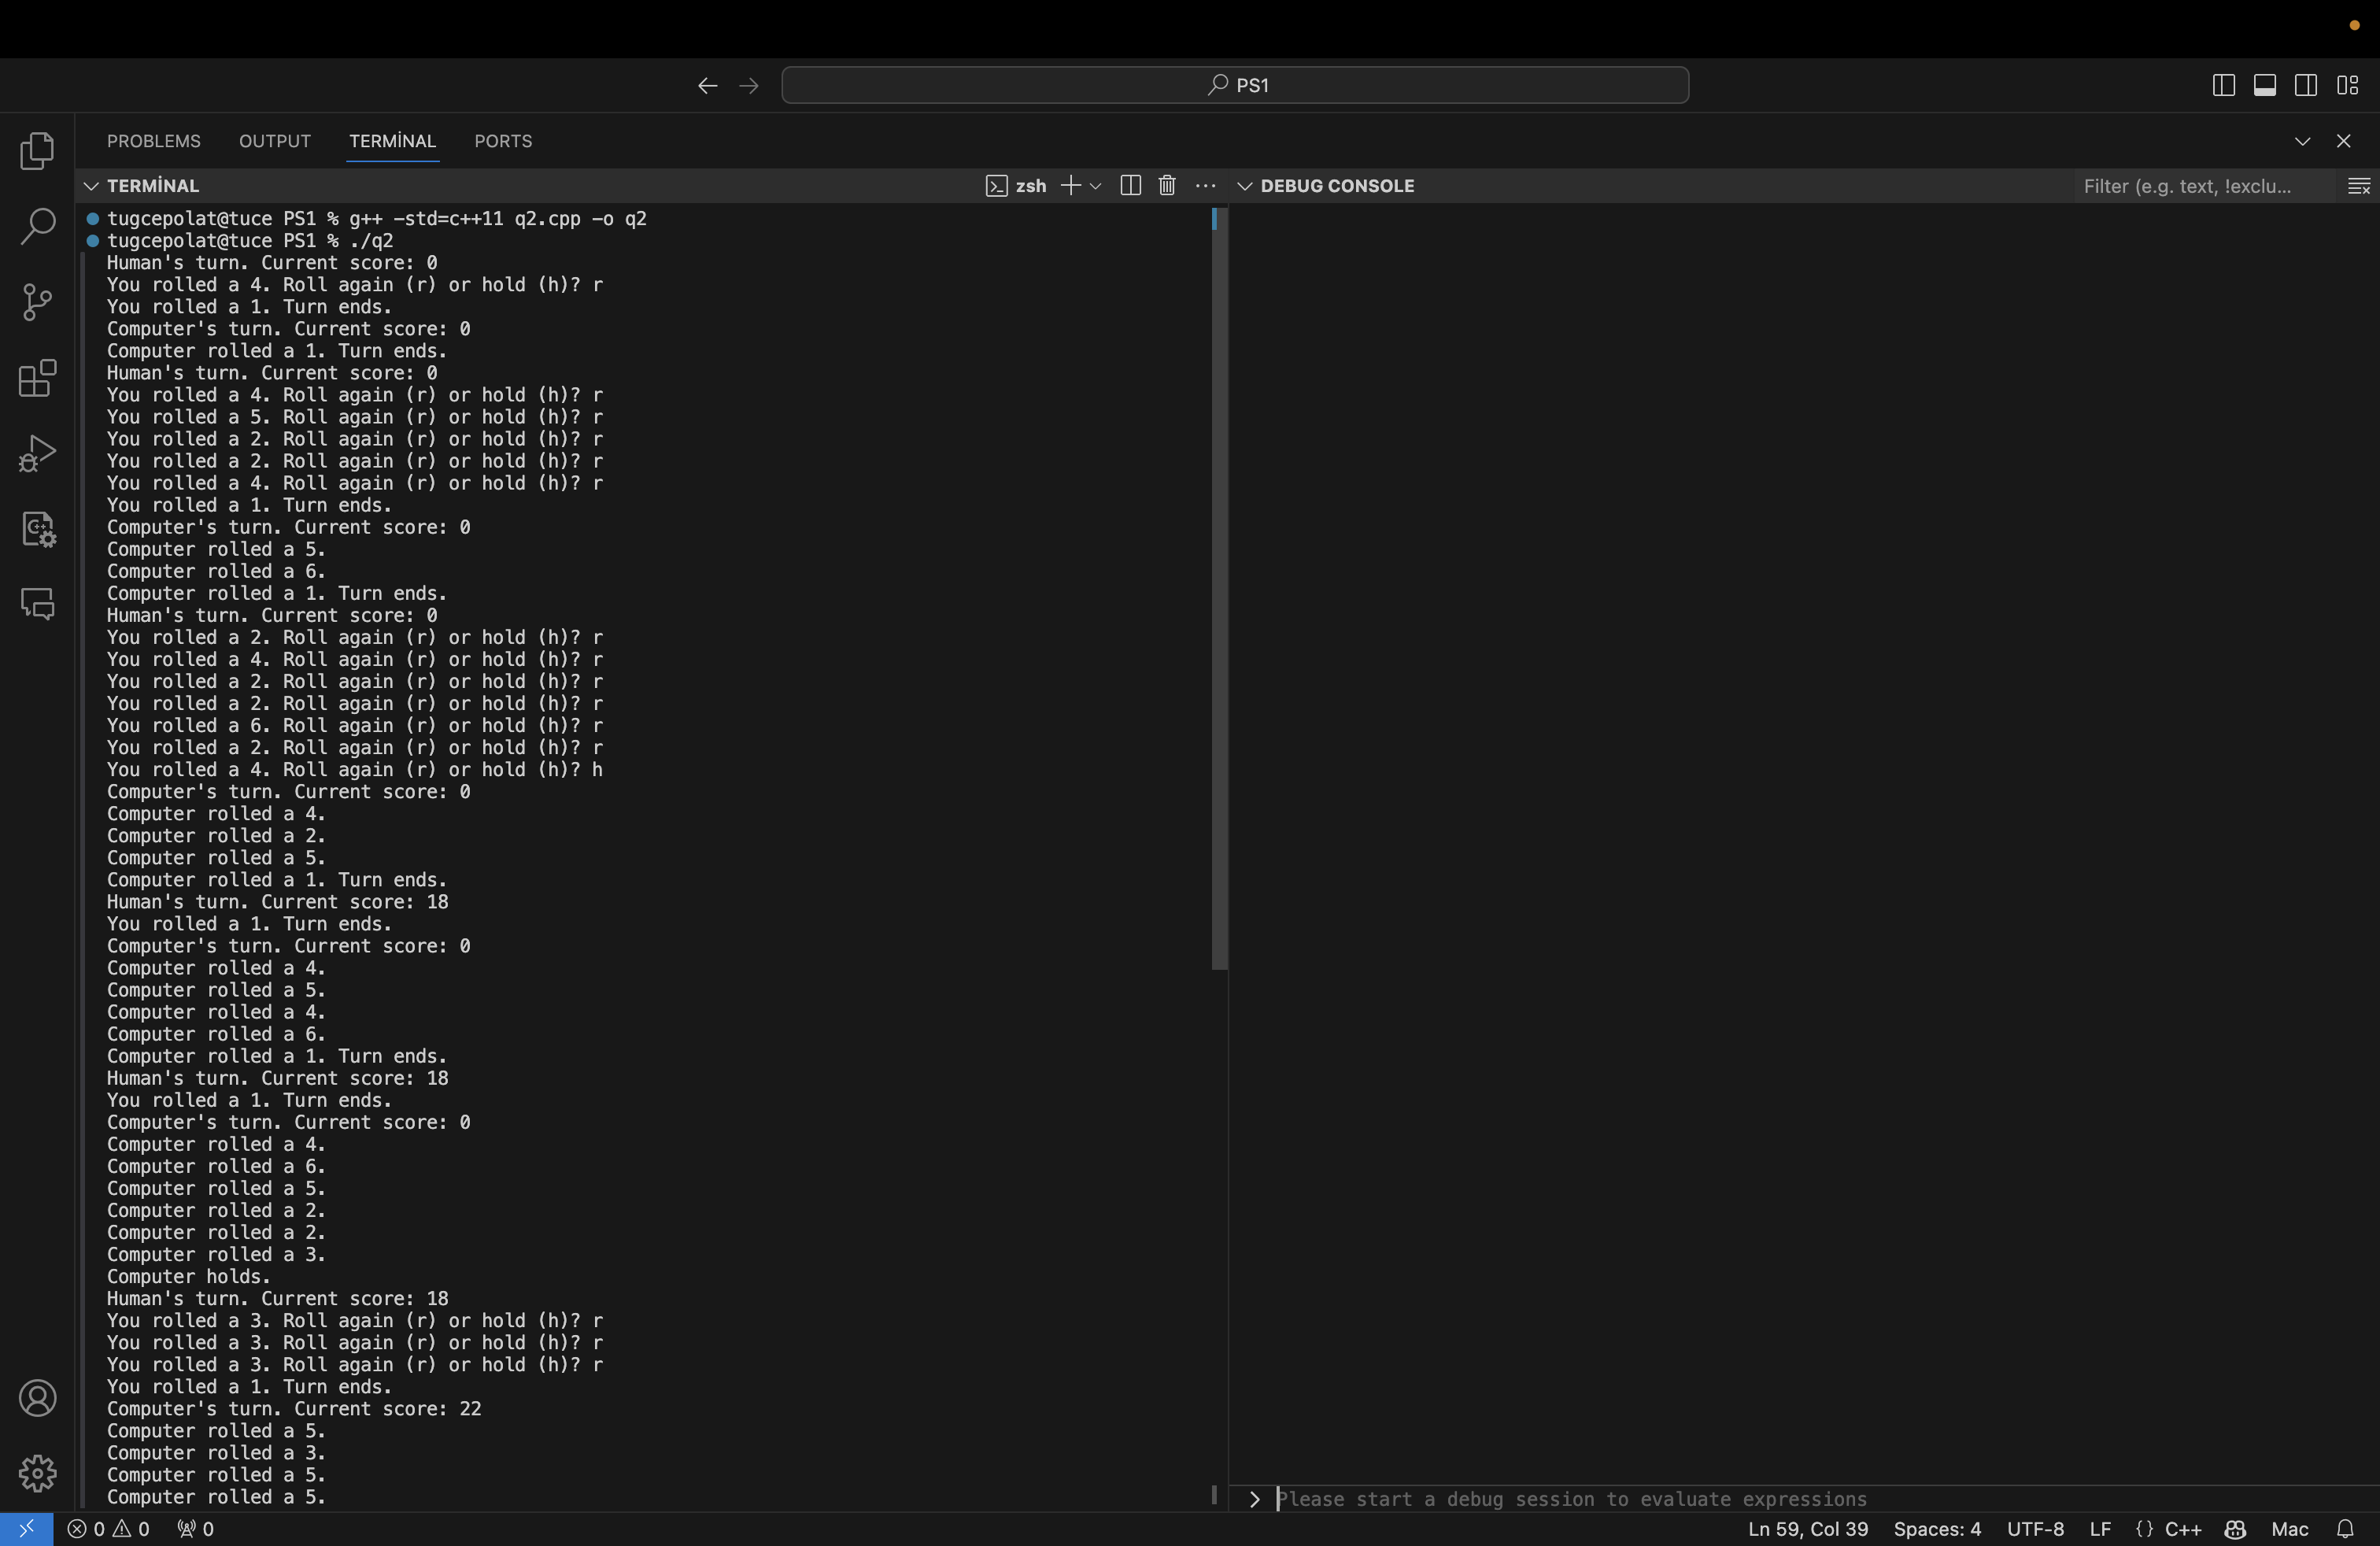 PS1
PROBLEMS OUTPUT TERMİNAL PORTS
TERMİNAL
zsh
DEBUG CONSOLE
Filter (e.g. text, !exclu...
tugcepolat@tuce PS1 % g++ -std=c++11 q2.cpp -o q2
tugcepolat@tuce PS1 % ./q2
Human's turn. Current score: 0
You rolled a 4. Roll again (r) or hold (h)? r
You rolled a 1. Turn ends.
Computer's turn. Current score: 0
Computer rolled a 1. Turn ends.
Human's turn. Current score: 0
You rolled a 4. Roll again (r) or hold (h)? r
You rolled a 5. Roll again (r) or hold (h)? r
You rolled a 2. Roll again (r) or hold (h)? r
You rolled a 2. Roll again (r) or hold (h)? r
You rolled a 4. Roll again (r) or hold (h)? r
You rolled a 1. Turn ends.
Computer's turn. Current score: 0
Computer rolled a 5.
Computer rolled a 6.
Computer rolled a 1. Turn ends.
Human's turn. Current score: 0
You rolled a 2. Roll again (r) or hold (h)? r
You rolled a 4. Roll again (r) or hold (h)? r
You rolled a 2. Roll again (r) or hold (h)? r
You rolled a 2. Roll again (r) or hold (h)? r
You rolled a 6. Roll again (r) or hold (h)? r
You rolled a 2. Roll again (r) or hold (h)? r
You rolled a 4. Roll again (r) or hold (h)? h
Computer's turn. Current score: 0
Computer rolled a 4.
Computer rolled a 2.
Computer rolled a 5.
Computer rolled a 1. Turn ends.
Human's turn. Current score: 18
You rolled a 1. Turn ends.
Computer's turn. Current score: 0
Computer rolled a 4.
Computer rolled a 5.
Computer rolled a 4.
Computer rolled a 6.
Computer rolled a 1. Turn ends.
Human's turn. Current score: 18
You rolled a 1. Turn ends.
Computer's turn. Current score: 0
Computer rolled a 4.
Computer rolled a 6.
Computer rolled a 5.
Computer rolled a 2.
Computer rolled a 2.
Computer rolled a 3.
Computer holds.
Human's turn. Current score: 18
You rolled a 3. Roll again (r) or hold (h)? r
You rolled a 3. Roll again (r) or hold (h)? r
You rolled a 3. Roll again (r) or hold (h)? r
You rolled a 1. Turn ends.
Computer's turn. Current score: 22
Computer rolled a 5.
Computer rolled a 3.
Computer rolled a 5.
Computer rolled a 5.
Please start a debug session to evaluate expressions
0 0 0
Ln 59, Col 39 Spaces: 4 UTF-8 LF {} C++ Mac